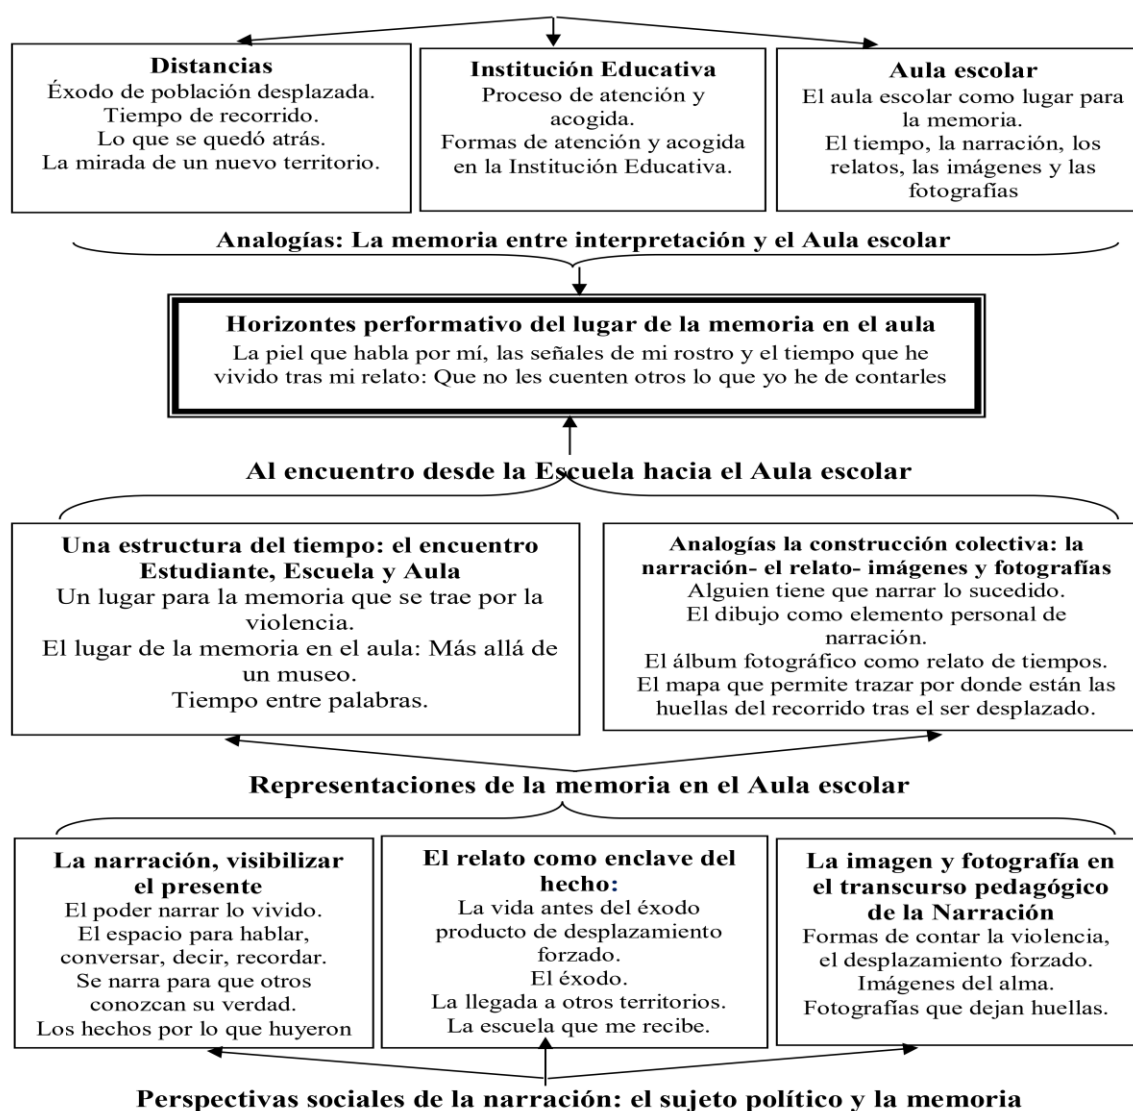 Distancias
Éxodo de población desplazada.
Tiempo de recorrido.
Lo que se quedó atrás.
La mirada de un nuevo territorio.
Institución Educativa
Proceso de atención y
acogida.
Formas de atención y acogida
en la Institución Educativa.
Aula escolar
El aula escolar como lugar para
la memoria.
El tiempo, la narración, los
relatos, las imágenes y las
fotografías
Analogías: La memoria entre interpretación y el Aula escolar
Horizontes performativo del lugar de la memoria en el aula
La piel que habla por mí, las señales de mi rostro y el tiempo que he
vivido tras mi relato: Que no les cuenten otros lo que yo he de contarles
Al encuentro desde la Escuela hacia el Aula escolar
Una estructura del tiempo: el encuentro
Estudiante, Escuela y Aula
Un lugar para la memoria que se trae por la
violencia.
El lugar de la memoria en el aula: Más allá de
un museo.
Tiempo entre palabras.
Analogías la construcción colectiva: la
narración- el relato- imágenes y fotografías
Alguien tiene que narrar lo sucedido.
El dibujo como elemento personal de
narración.
El álbum fotográfico como relato de tiempos.
El mapa que permite trazar por donde están las
huellas del recorrido tras el ser desplazado.
Representaciones de la memoria en el Aula escolar
La narración, visibilizar
el presente
El poder narrar lo vivido.
El espacio para hablar,
conversar, decir, recordar.
Se narra para que otros
conozcan su verdad.
Los hechos por lo que huyeron
El relato como enclave del
hecho:
La vida antes del éxodo
producto de desplazamiento
forzado.
El éxodo.
La llegada a otros territorios.
La escuela que me recibe.
La imagen y fotografía en
el transcurso pedagógico
de la Narración
Formas de contar la violencia,
el desplazamiento forzado.
Imágenes del alma.
Fotografías que dejan huellas.
Perspectivas sociales de la narración: el sujeto político y la memoria